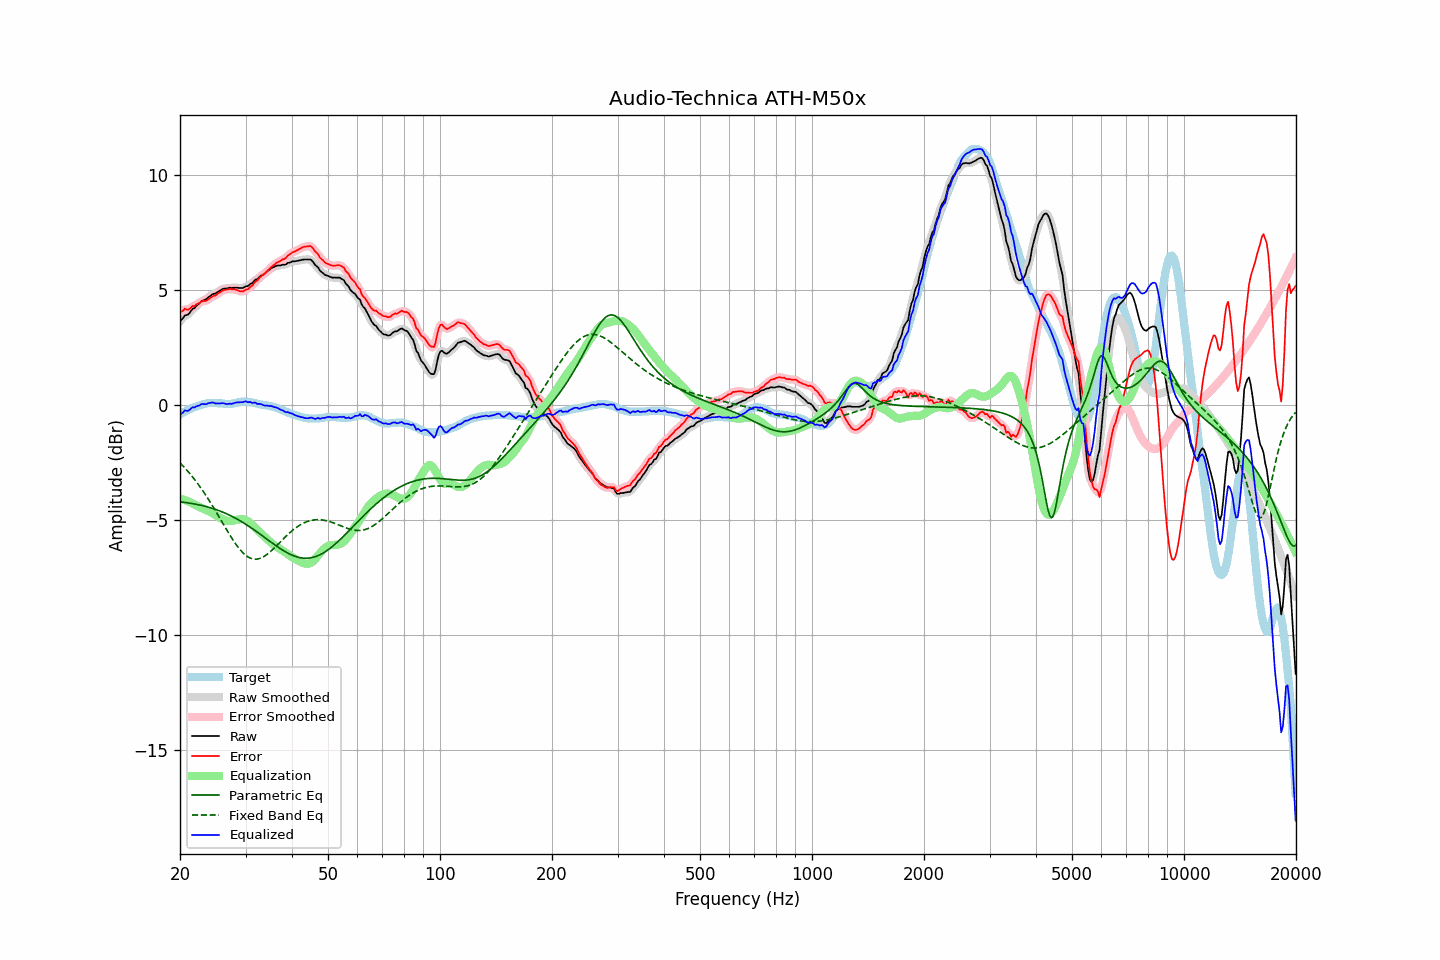 Audio-Technica ATH-M50x
Amplitude (dBr)
10
5
0
−5
−10
−15
Target
Raw Smoothed
Error Smoothed
Raw
Error
Equalization
Parametric Eq
Fixed Band Eq
Equalized
20 50 100 200 500 1000 2000 5000 10000 20000
Frequency (Hz)